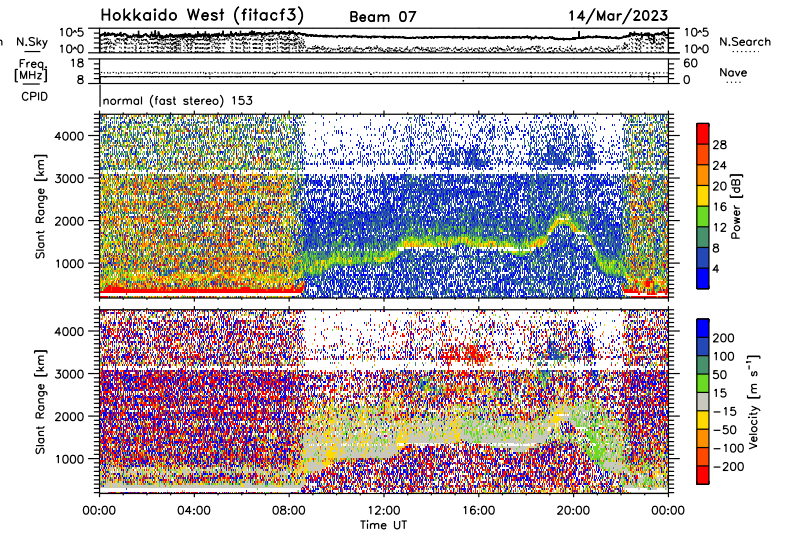 Hokkaido West (fitacf3) Beam 07 14/Mar/2023
N.Sky 10^5 10^5 N.Search
10^0 10^0
Freq. 18 60
[MHz] 8 0 Nave
CPID normal (fast stereo) 153
4000
3000
2000
1000
Slant Range [km]
28
24
20
16
12
8
4
Power [dB]
4000
3000
2000
1000
Slant Range [km]
200
100
50
15
-15
-50
-100
-200
Velocity [m s⁻¹]
00:00 04:00 08:00 12:00 16:00 20:00 00:00
Time UT